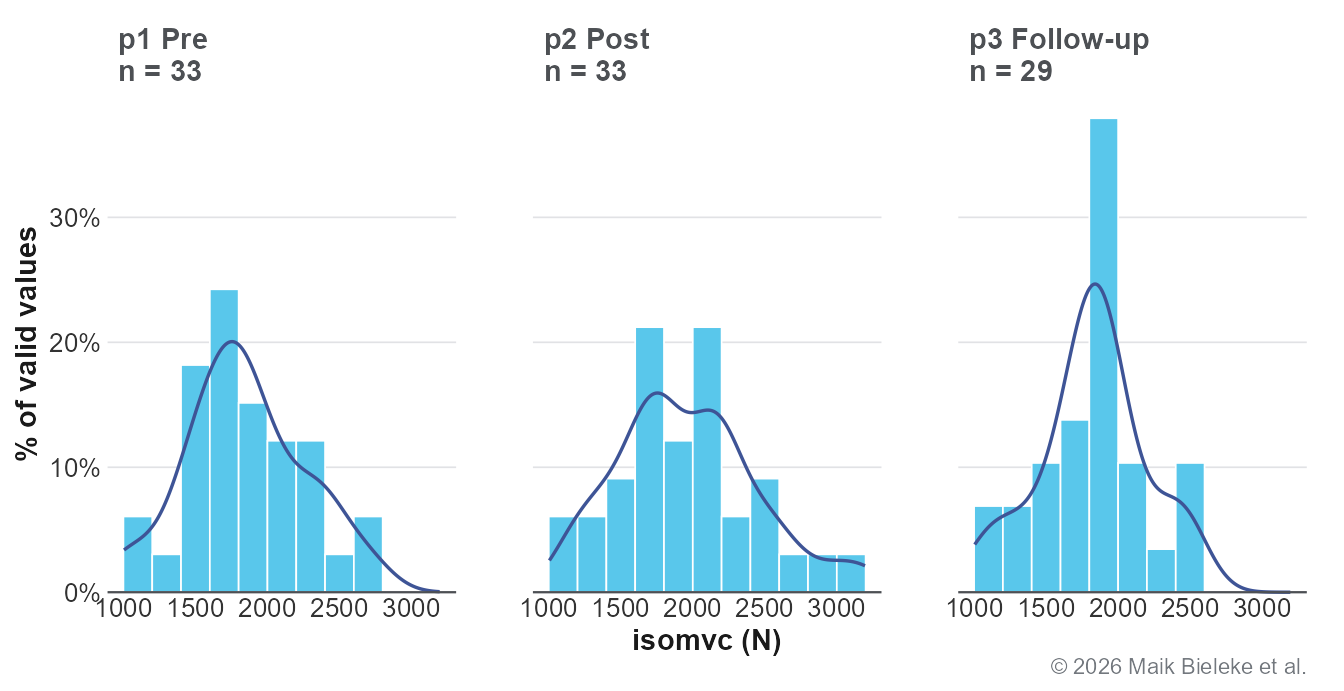 p1 Pre
n = 33
p2 Post
n = 33
p3 Follow-up
n = 29
% of valid values
30%
20%
10%
0%
1000 1500 2000 2500 3000
1000 1500 2000 2500 3000
1000 1500 2000 2500 3000
isomvc (N)
© 2026 Maik Bieleke et al.